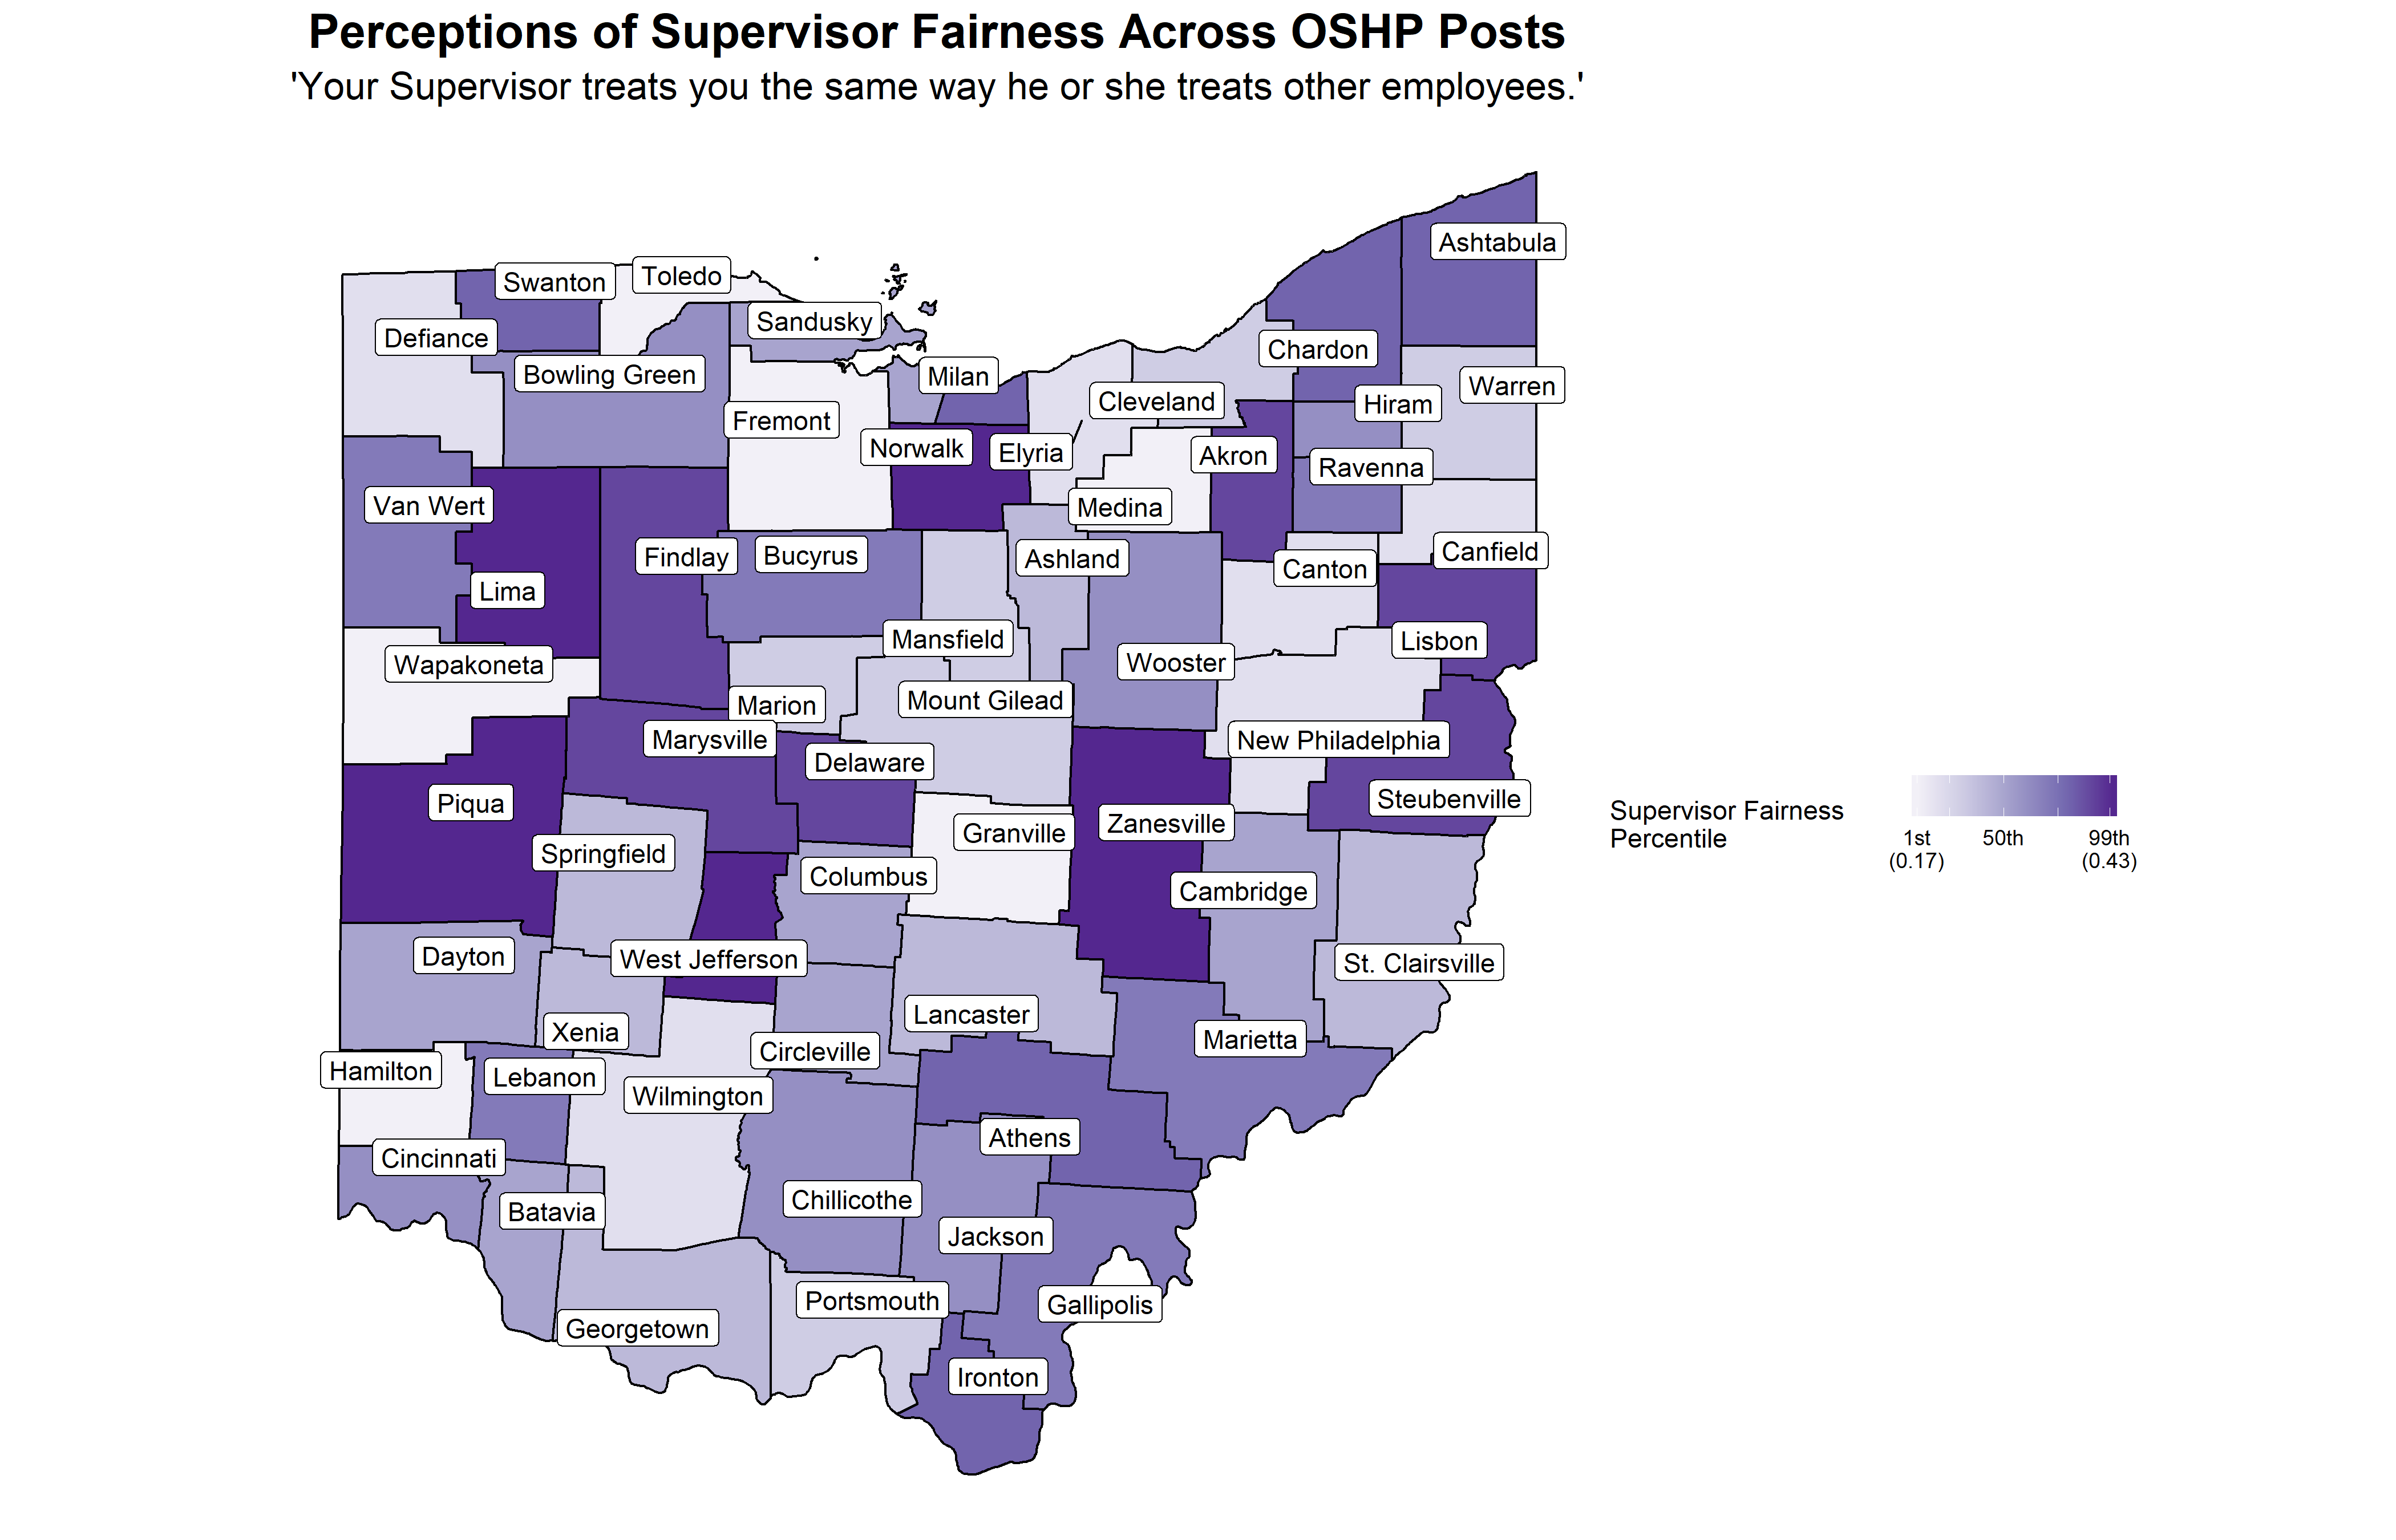 Perceptions of Supervisor Fairness Across OSHP Posts
'Your Supervisor treats you the same way he or she treats other employees.'
Ashtabula
Swanton
Toledo
Sandusky
Defiance
Chardon
Bowling Green
Milan
Warren
Cleveland
Hiram
Fremont
Norwalk
Elyria
Akron
Ravenna
Van Wert
Medina
Canfield
Findlay
Bucyrus
Ashland
Canton
Lima
Mansfield
Lisbon
Wapakoneta
Wooster
Marion
Mount Gilead
Marysville
New Philadelphia
Delaware
Piqua
Steubenville
Zanesville
Granville
Springfield
Columbus
Cambridge
Dayton
West Jefferson
St. Clairsville
Lancaster
Xenia
Marietta
Circleville
Hamilton
Lebanon
Wilmington
Athens
Cincinnati
Chillicothe
Batavia
Jackson
Portsmouth
Gallipolis
Georgetown
Ironton
Supervisor Fairness
Percentile
1st
(0.17)
50th
99th
(0.43)